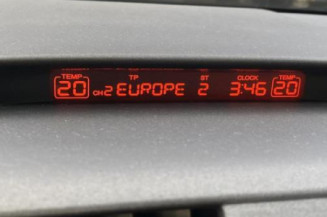 TEMP TP ST CLOCK TEMP
20 CH2 EUROPE 2 3:46 20